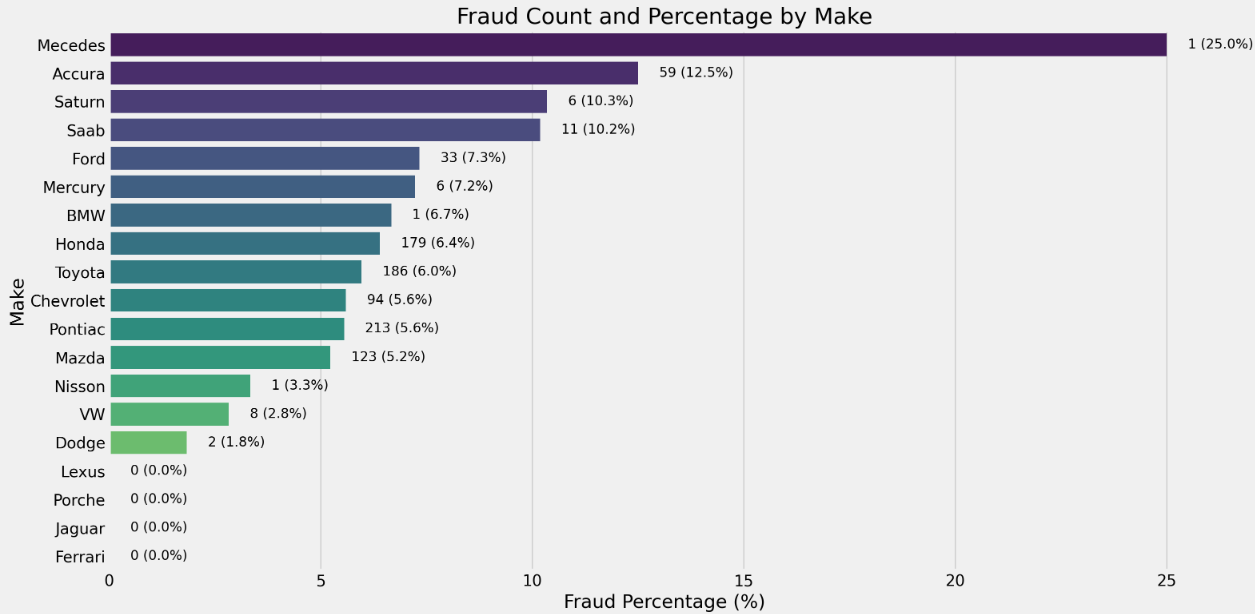 Fraud Count and Percentage by Make
Mecedes 1 (25.0%)
Accura 59 (12.5%)
Saturn 6 (10.3%)
Saab 11 (10.2%)
Ford 33 (7.3%)
Mercury 6 (7.2%)
BMW 1 (6.7%)
Honda 179 (6.4%)
Toyota 186 (6.0%)
Chevrolet 94 (5.6%)
Pontiac 213 (5.6%)
Mazda 123 (5.2%)
Nisson 1 (3.3%)
VW 8 (2.8%)
Dodge 2 (1.8%)
Lexus 0 (0.0%)
Porche 0 (0.0%)
Jaguar 0 (0.0%)
Ferrari 0 (0.0%)
Make
0 5 10 15 20 25
Fraud Percentage (%)